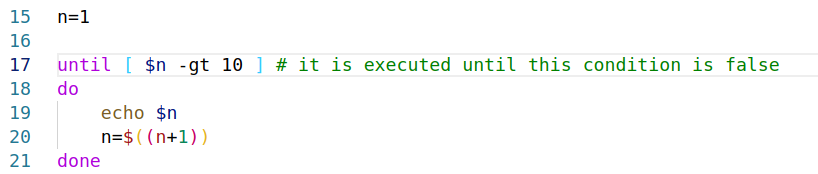 15 n=1
16
17 until [ $n -gt 10 ] # it is executed until this condition is false
18 do
19     echo $n
20     n=$((n+1))
21 done